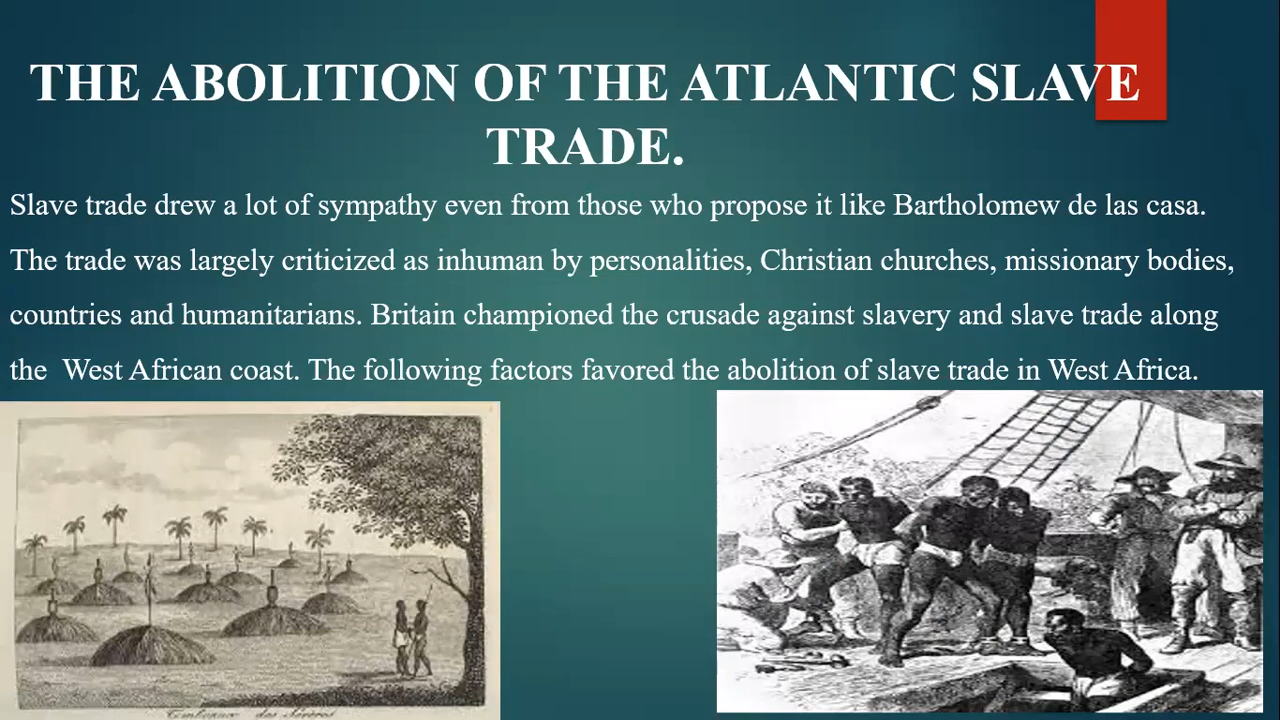 THE ABOLITION OF THE ATLANTIC SLAVE
TRADE.
Slave trade drew a lot of sympathy even from those who propose it like Bartholomew de las casa.
The trade was largely criticized as inhuman by personalities, Christian churches, missionary bodies,
countries and humanitarians. Britain championed the crusade against slavery and slave trade along
the  West African coast. The following factors favored the abolition of slave trade in West Africa.
Tombeaux des Sérères